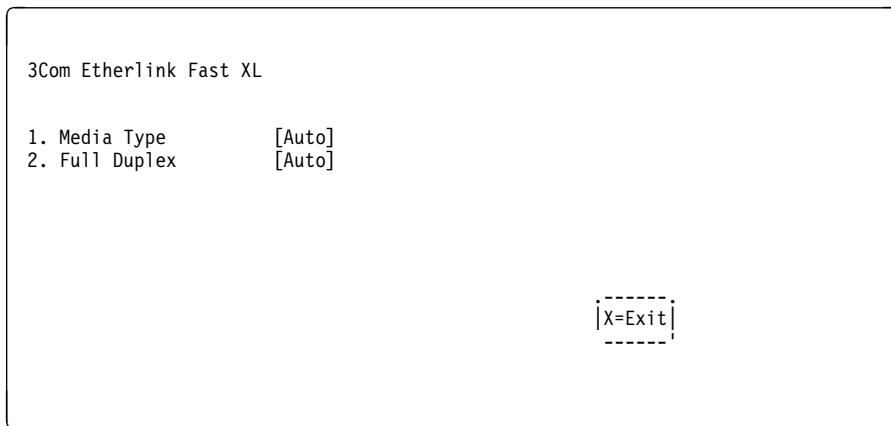 3Com Etherlink Fast XL
1. Media Type [Auto]
2. Full Duplex [Auto]
X=Exit